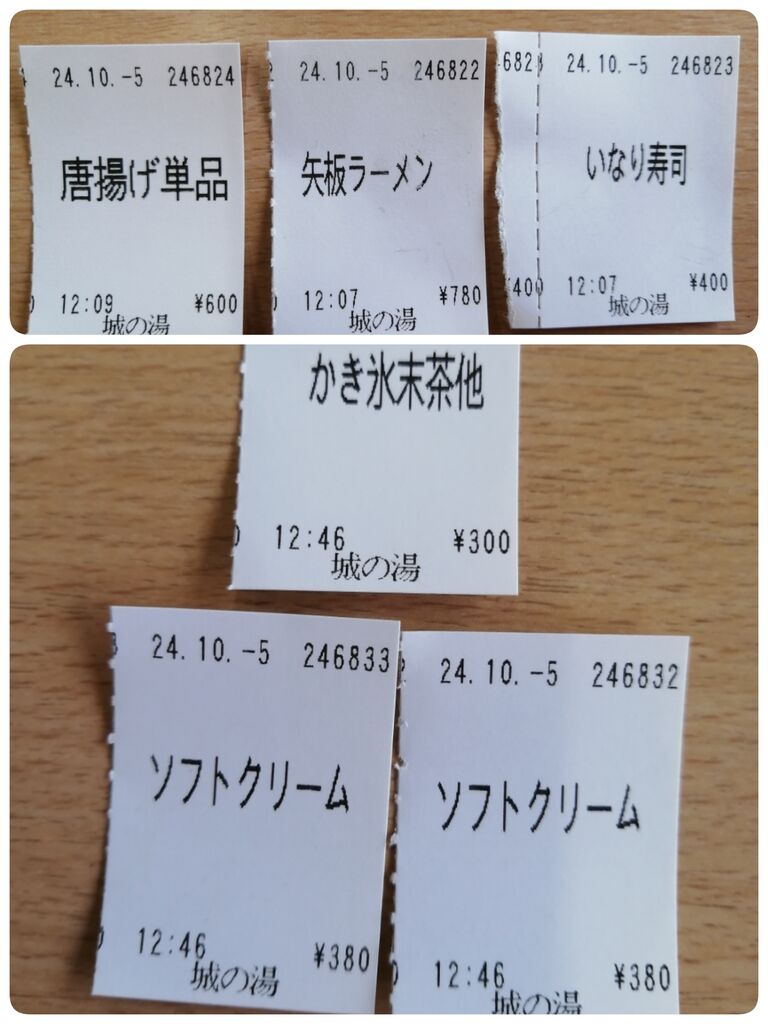 24.10.-5 246824
唐揚げ単品
12:09 ¥600
城の湯
24.10.-5 246822
矢板ラーメン
12:07 ¥780
城の湯
682
24.10.-5 246823
いなり寿司
¥400
12:07 ¥400
城の湯
かき氷末茶他
12:46 ¥300
城の湯
24.10.-5 246833
ソフトクリーム
12:46 ¥380
城の湯
24.10.-5 246832
ソフトクリーム
12:46 ¥380
城の湯